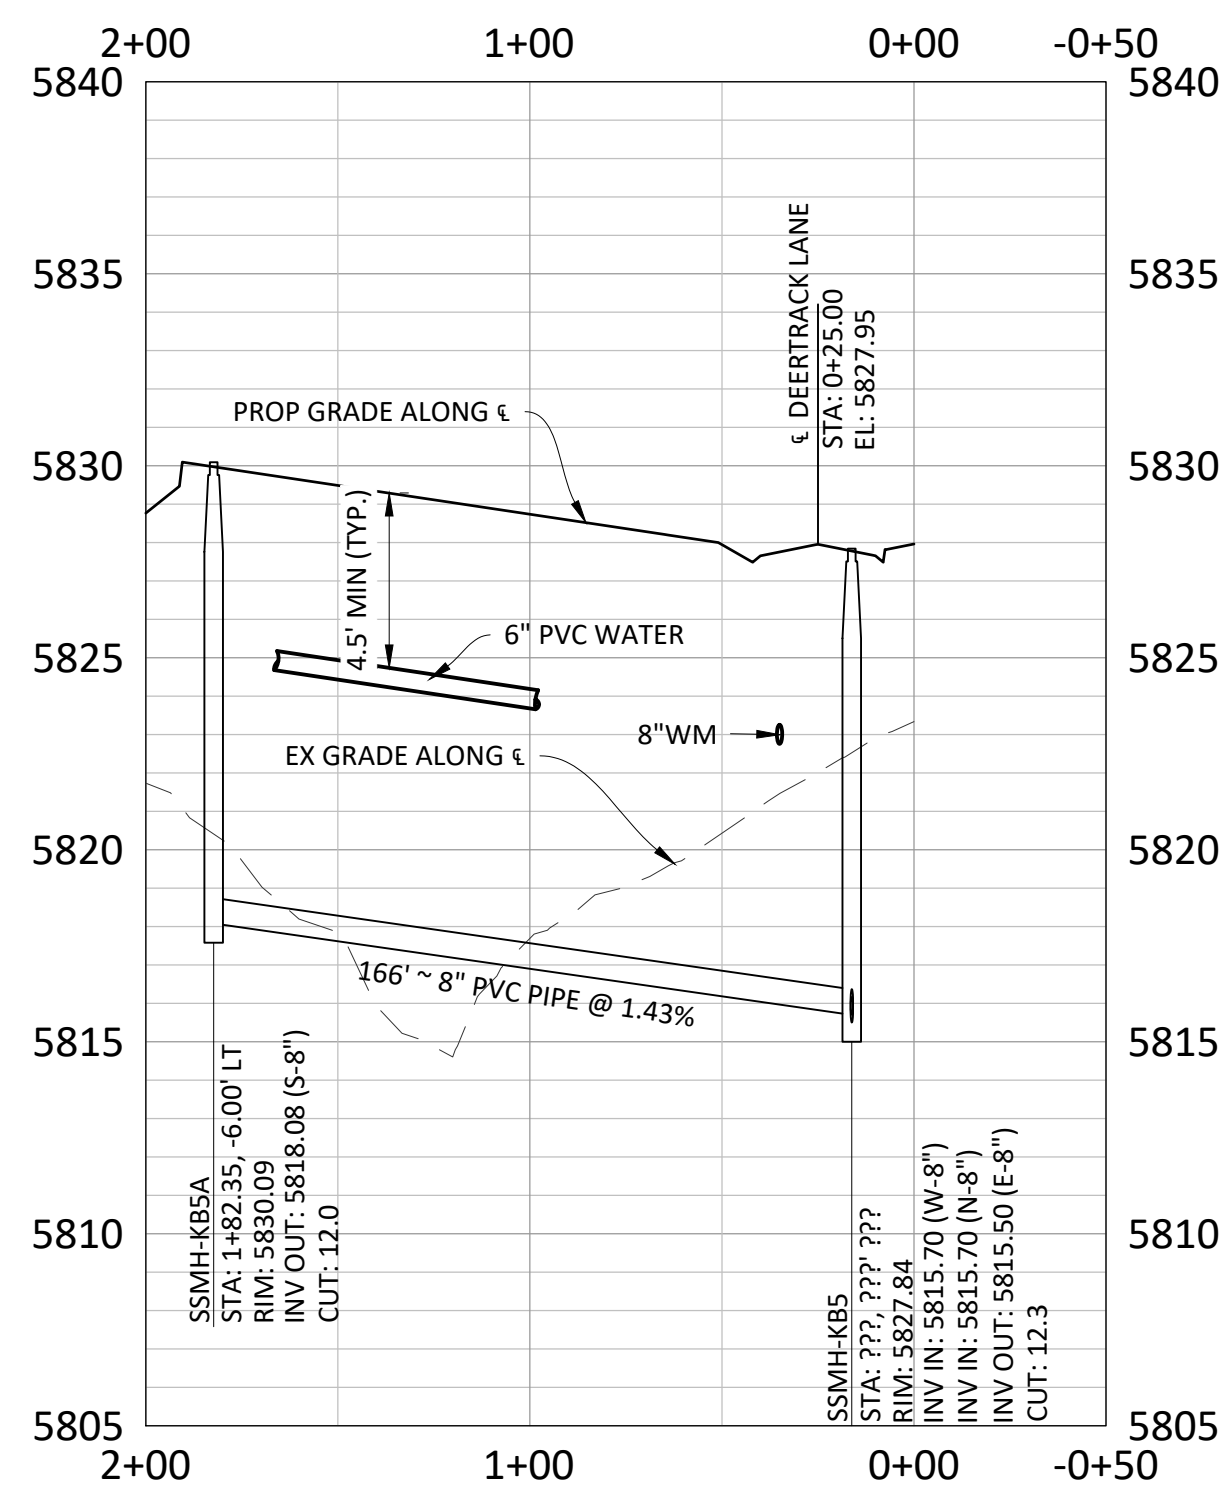 2+00 1+00 0+00 -0+50
5840 5840
5835 5835
5830 5830
5825 5825
5820 5820
5815 5815
5810 5810
5805 5805
2+00 1+00 0+00 -0+50
℄ DEERTRACK LANE
STA: 0+25.00
EL: 5827.95
PROP GRADE ALONG ℄
4.5' MIN (TYP.)
6" PVC WATER
8"WM
EX GRADE ALONG ℄
166' ~ 8" PVC PIPE @ 1.43%
SSMH-KB5A
STA: 1+82.35, -6.00' LT
RIM: 5830.09
INV OUT: 5818.08 (S-8")
CUT: 12.0
SSMH-KB5
STA: ???, ???' ???
RIM: 5827.84
INV IN: 5815.70 (W-8")
INV IN: 5815.70 (N-8")
INV OUT: 5815.50 (E-8")
CUT: 12.3